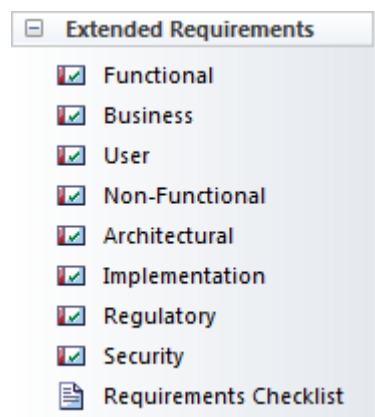 Extended Requirements
Functional
Business
User
Non-Functional
Architectural
Implementation
Regulatory
Security
Requirements Checklist